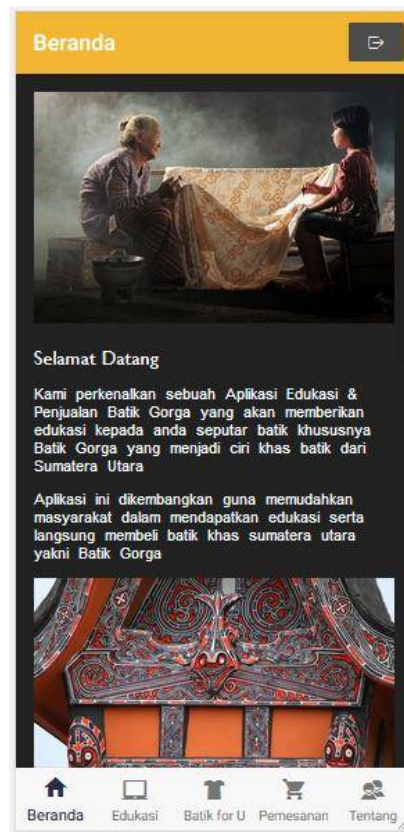 Beranda
Selamat Datang
Kami perkenalkan sebuah Aplikasi Edukasi &
Penjualan Batik Gorga yang akan memberikan
edukasi kepada anda seputar batik khususnya
Batik Gorga yang menjadi ciri khas batik dari
Sumatera Utara
Aplikasi ini dikembangkan guna memudahkan
masyarakat dalam mendapatkan edukasi serta
langsung membeli batik khas sumatera utara
yakni Batik Gorga
Beranda Edukasi Batik for U Pemesanan Tentang